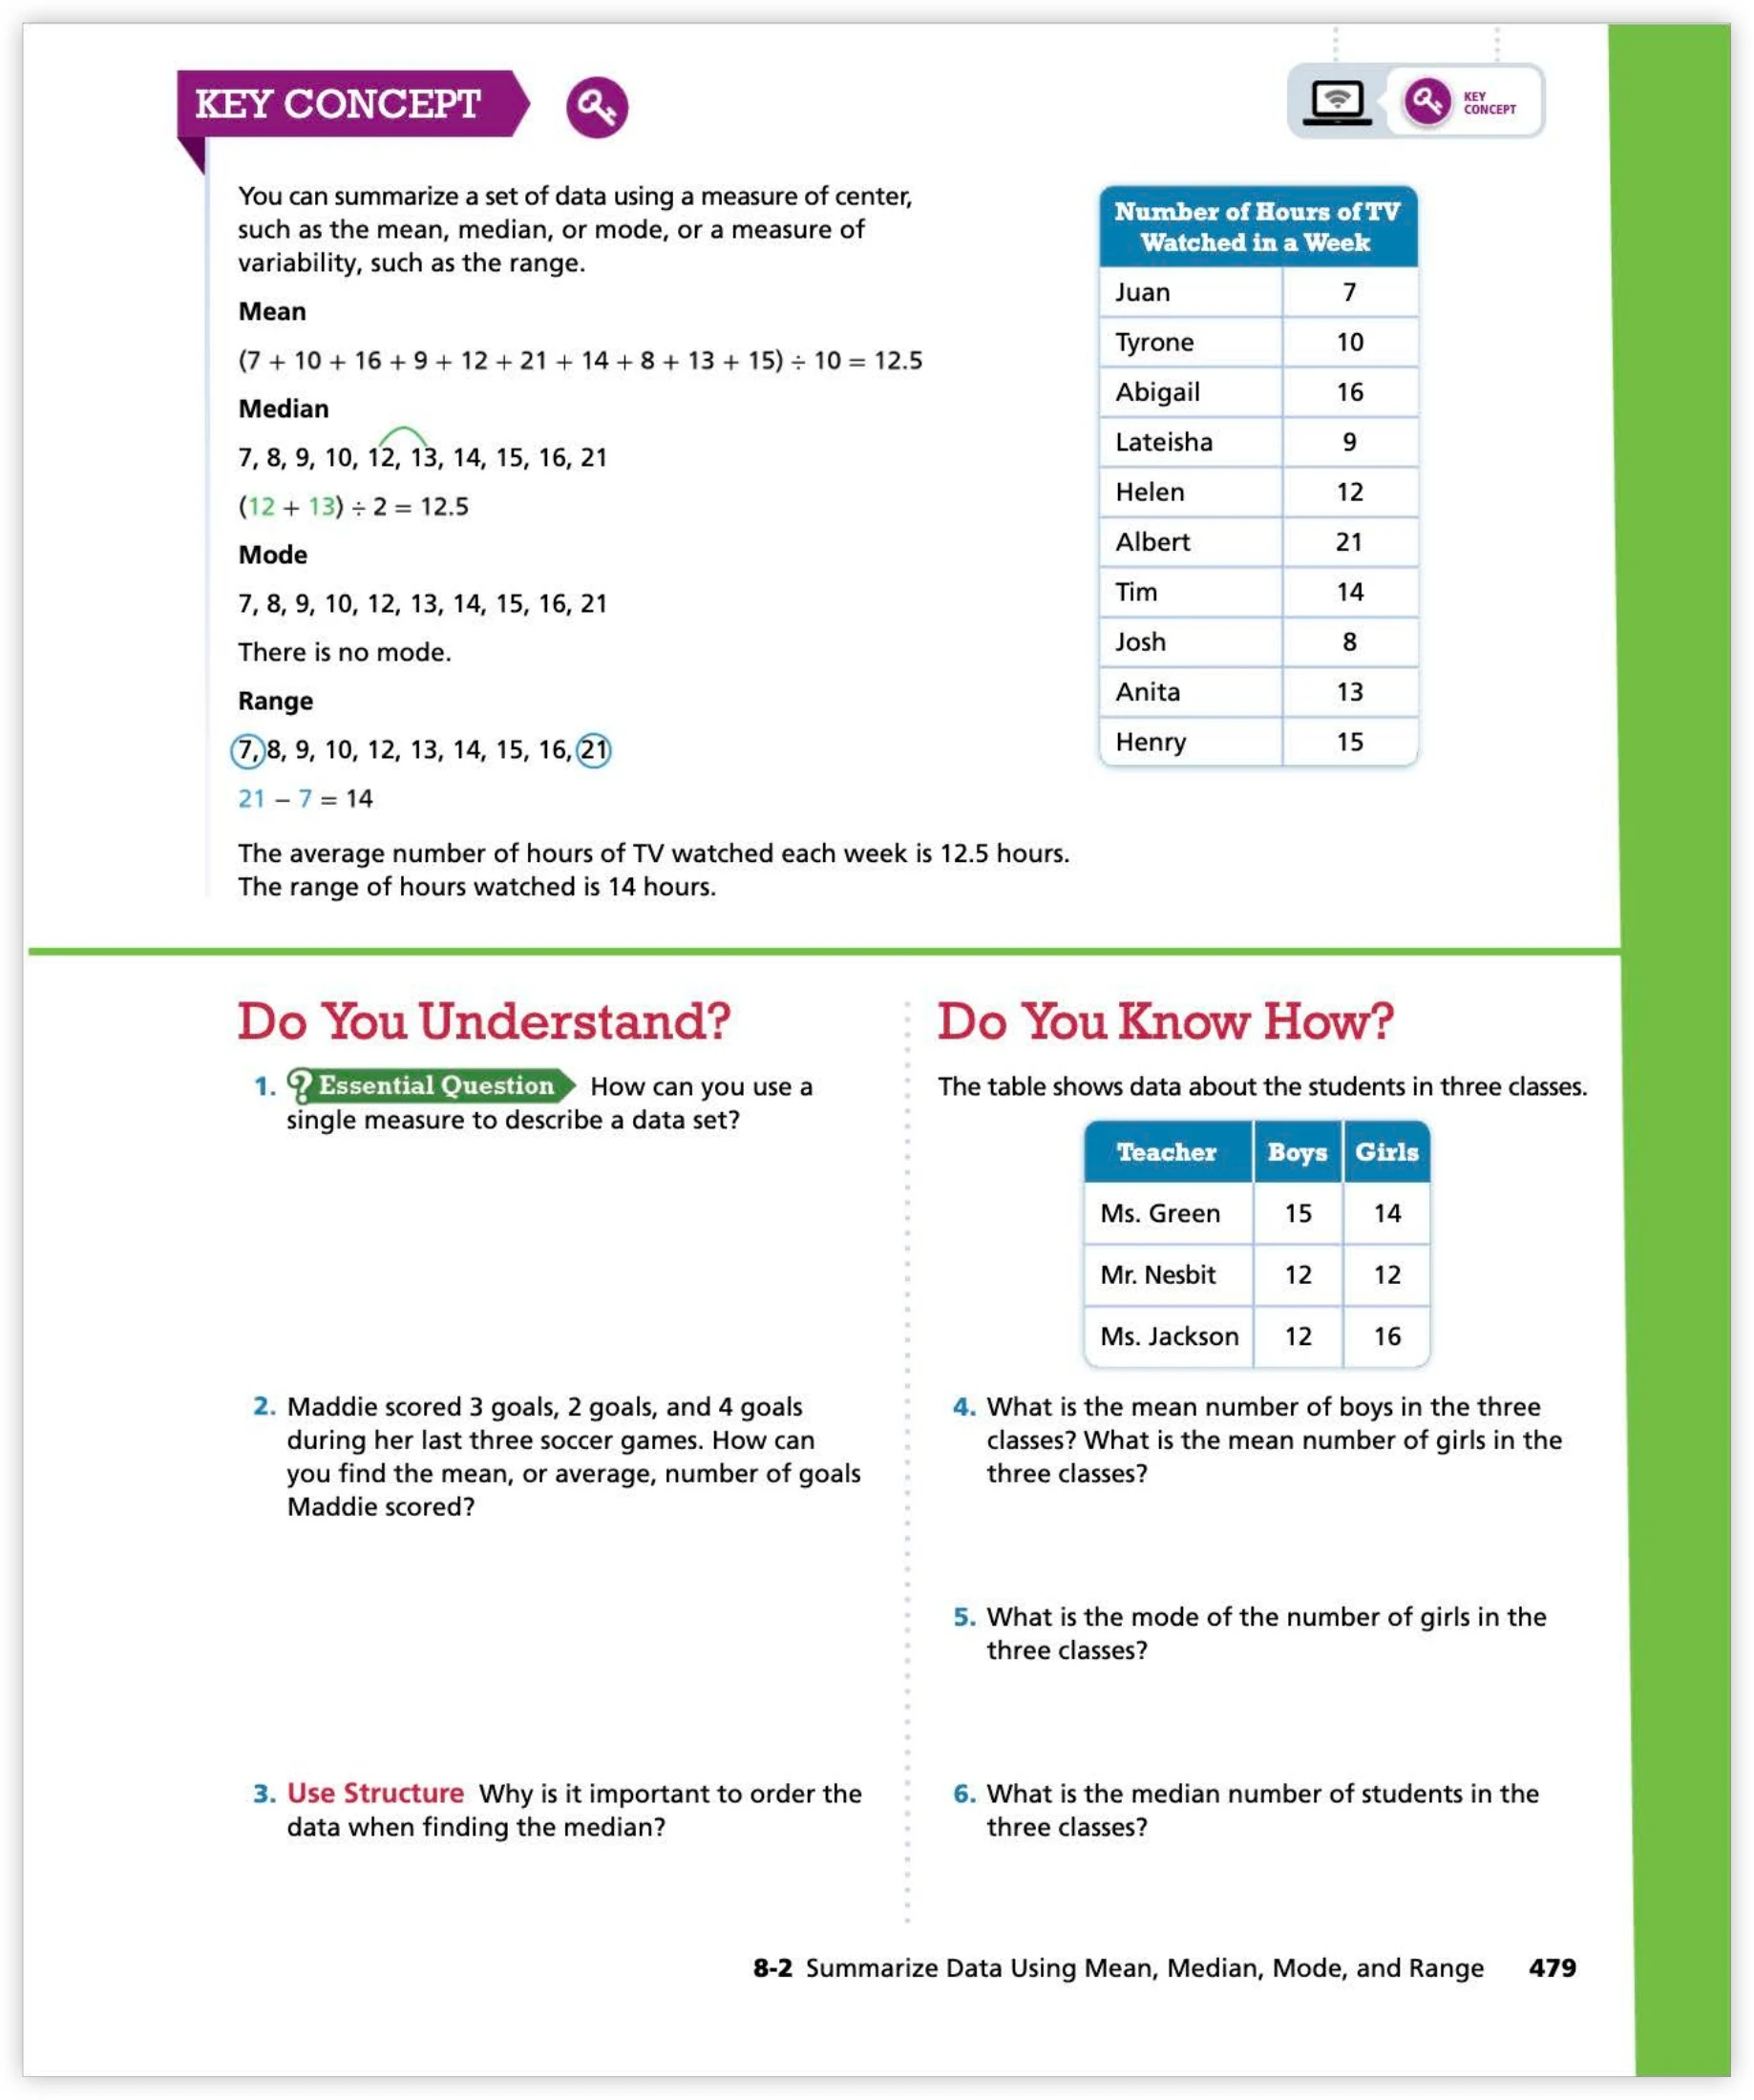 KEY CONCEPT
KEY
CONCEPT
You can summarize a set of data using a measure of center,
such as the mean, median, or mode, or a measure of
variability, such as the range.
Mean
(7 + 10 + 16 + 9 + 12 + 21 + 14 + 8 + 13 + 15) ÷ 10 = 12.5
Median
7, 8, 9, 10, 12, 13, 14, 15, 16, 21
(12 + 13) ÷ 2 = 12.5
Mode
7, 8, 9, 10, 12, 13, 14, 15, 16, 21
There is no mode.
Range
7, 8, 9, 10, 12, 13, 14, 15, 16, 21
21 − 7 = 14
The average number of hours of TV watched each week is 12.5 hours.
The range of hours watched is 14 hours.
Number of Hours of TV
Watched in a Week
Juan 7
Tyrone 10
Abigail 16
Lateisha 9
Helen 12
Albert 21
Tim 14
Josh 8
Anita 13
Henry 15
Do You Understand?
1. ? Essential Question How can you use a
single measure to describe a data set?
2. Maddie scored 3 goals, 2 goals, and 4 goals
during her last three soccer games. How can
you find the mean, or average, number of goals
Maddie scored?
3. Use Structure Why is it important to order the
data when finding the median?
Do You Know How?
The table shows data about the students in three classes.
Teacher Boys Girls
Ms. Green 15 14
Mr. Nesbit 12 12
Ms. Jackson 12 16
4. What is the mean number of boys in the three
classes? What is the mean number of girls in the
three classes?
5. What is the mode of the number of girls in the
three classes?
6. What is the median number of students in the
three classes?
8-2 Summarize Data Using Mean, Median, Mode, and Range 479